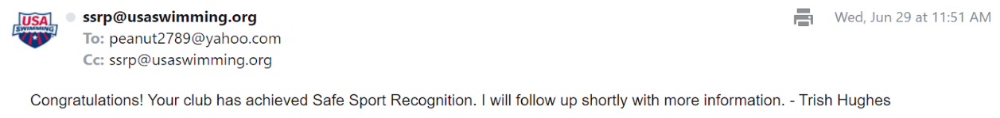 USA
SWIMMING
ssrp@usaswimming.org
Wed, Jun 29 at 11:51 AM
To: peanut2789@yahoo.com
Cc: ssrp@usaswimming.org
Congratulations! Your club has achieved Safe Sport Recognition. I will follow up shortly with more information. - Trish Hughes